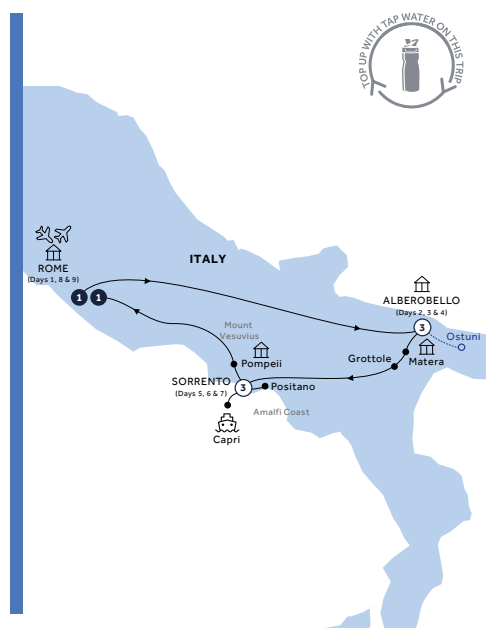 TOP UP WITH TAP WATER ON THIS TRIP
ROME
(Days 1, 8 & 9)
1
1
ITALY
ALBEROBELLO
(Days 2, 3 & 4)
3
Ostuni
Mount
Vesuvius
Pompeii
Grottole
Matera
SORRENTO
(Days 5, 6 & 7)
3
Positano
Amalfi Coast
Capri